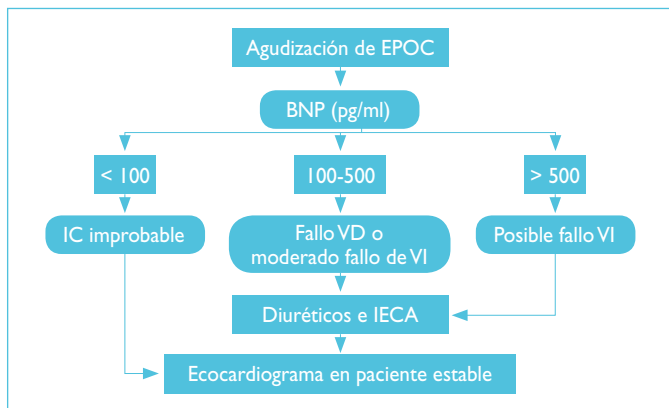 Agudización de EPOC
BNP (pg/ml)
< 100
100-500
> 500
IC improbable
Fallo VD o
moderado fallo de VI
Posible fallo VI
Diuréticos e IECA
Ecocardiograma en paciente estable